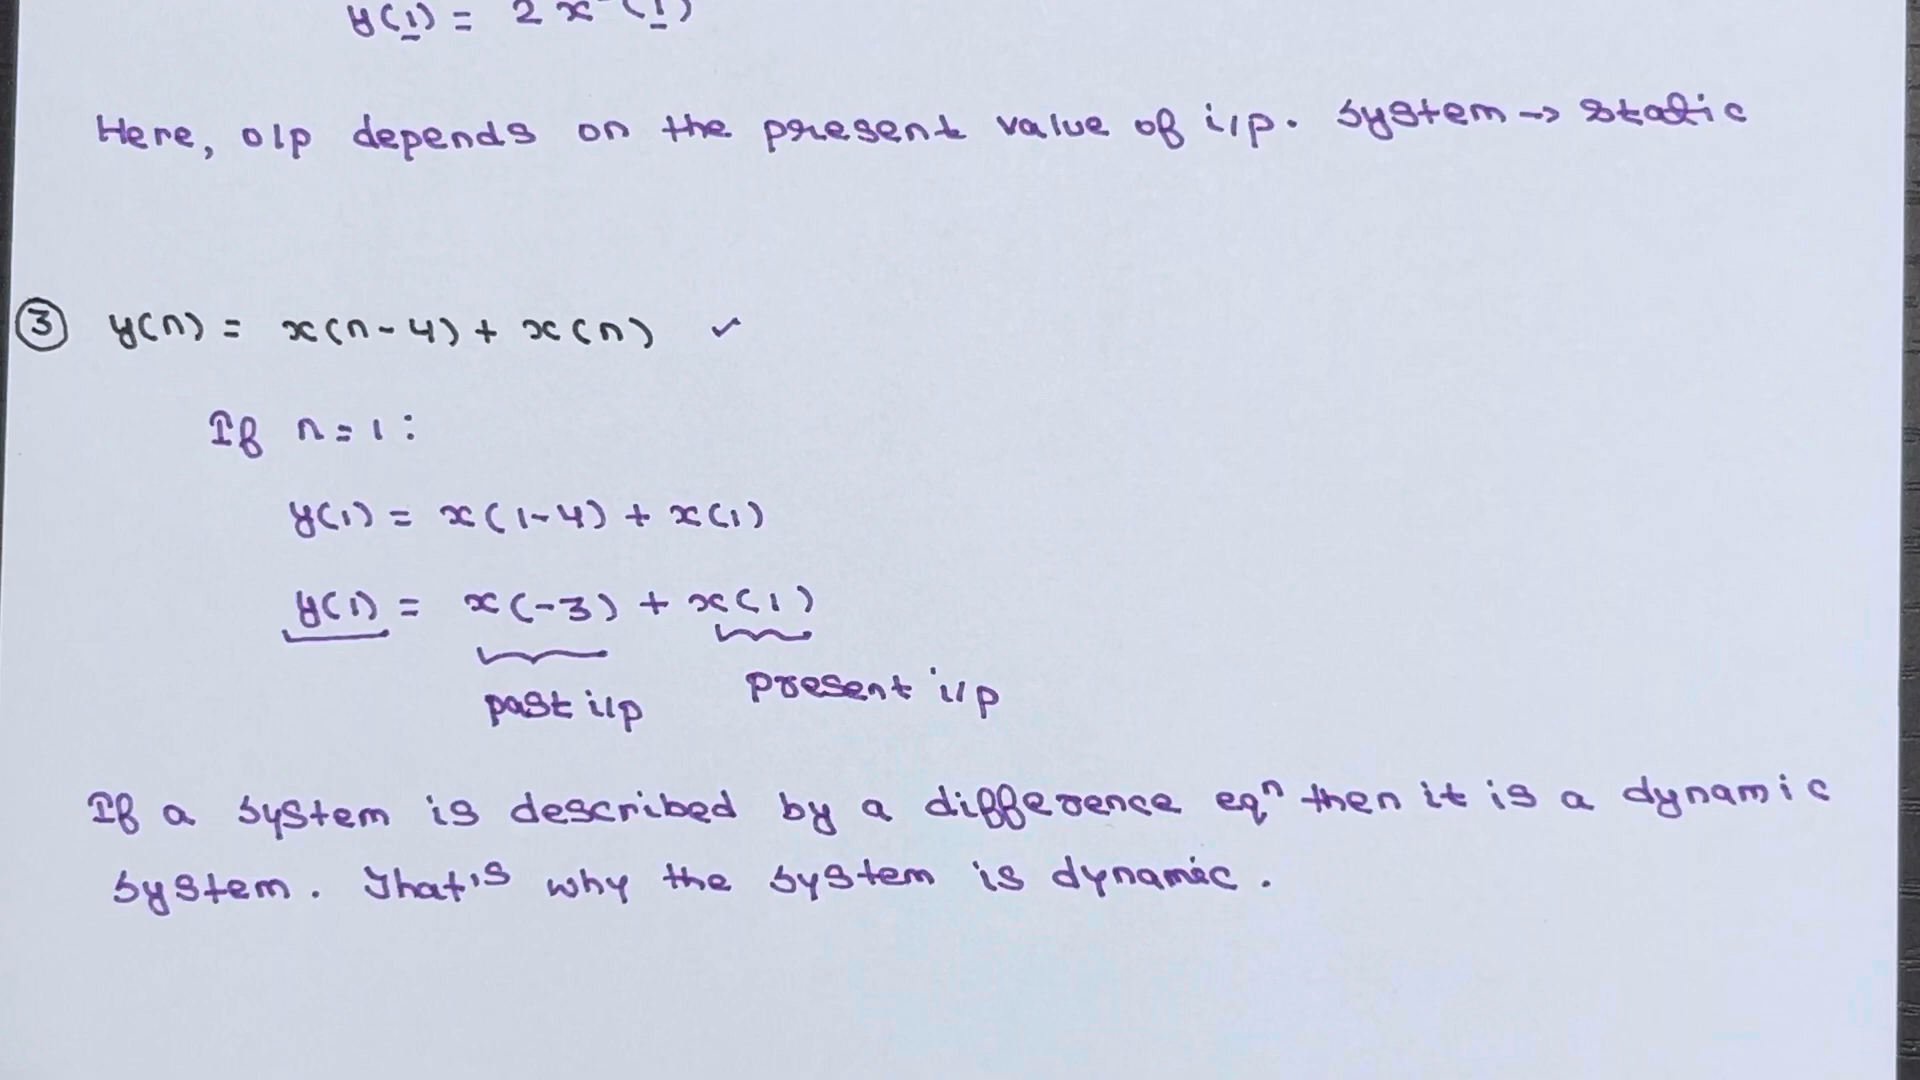 y(1) = 2x (1)
Here, o/p depends on the present value of i/p. System → static
③ y(n) = x(n-4) + x(n) ✓
If n=1:
y(1) = x(1-4) + x(1)
y(1) = x(-3) + x(1)
past i/p present i/p
If a system is described by a difference eqⁿ then it is a dynamic
system. That's why the system is dynamic.